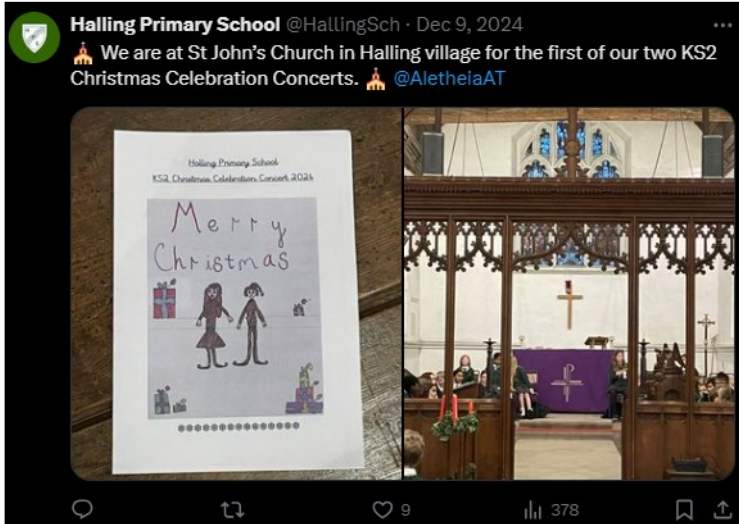 Halling Primary School @HallingSch · Dec 9, 2024
We are at St John's Church in Halling village for the first of our two KS2
Christmas Celebration Concerts. @AletheiaAT
Halling Primary School
KS2 Christmas Celebration Concert 2024
Merry
Christmas
9
378